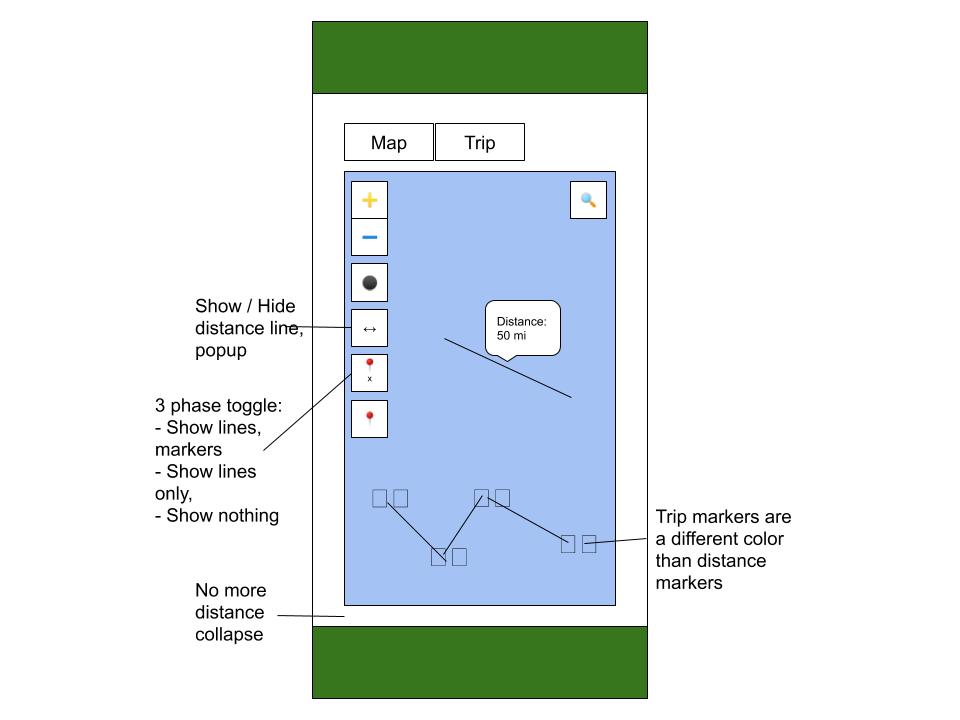 Map
Trip
Show / Hide
distance line,
popup
Distance:
50 mi
x
3 phase toggle:
- Show lines,
markers
- Show lines
only,
- Show nothing
Trip markers are
a different color
than distance
markers
No more
distance
collapse